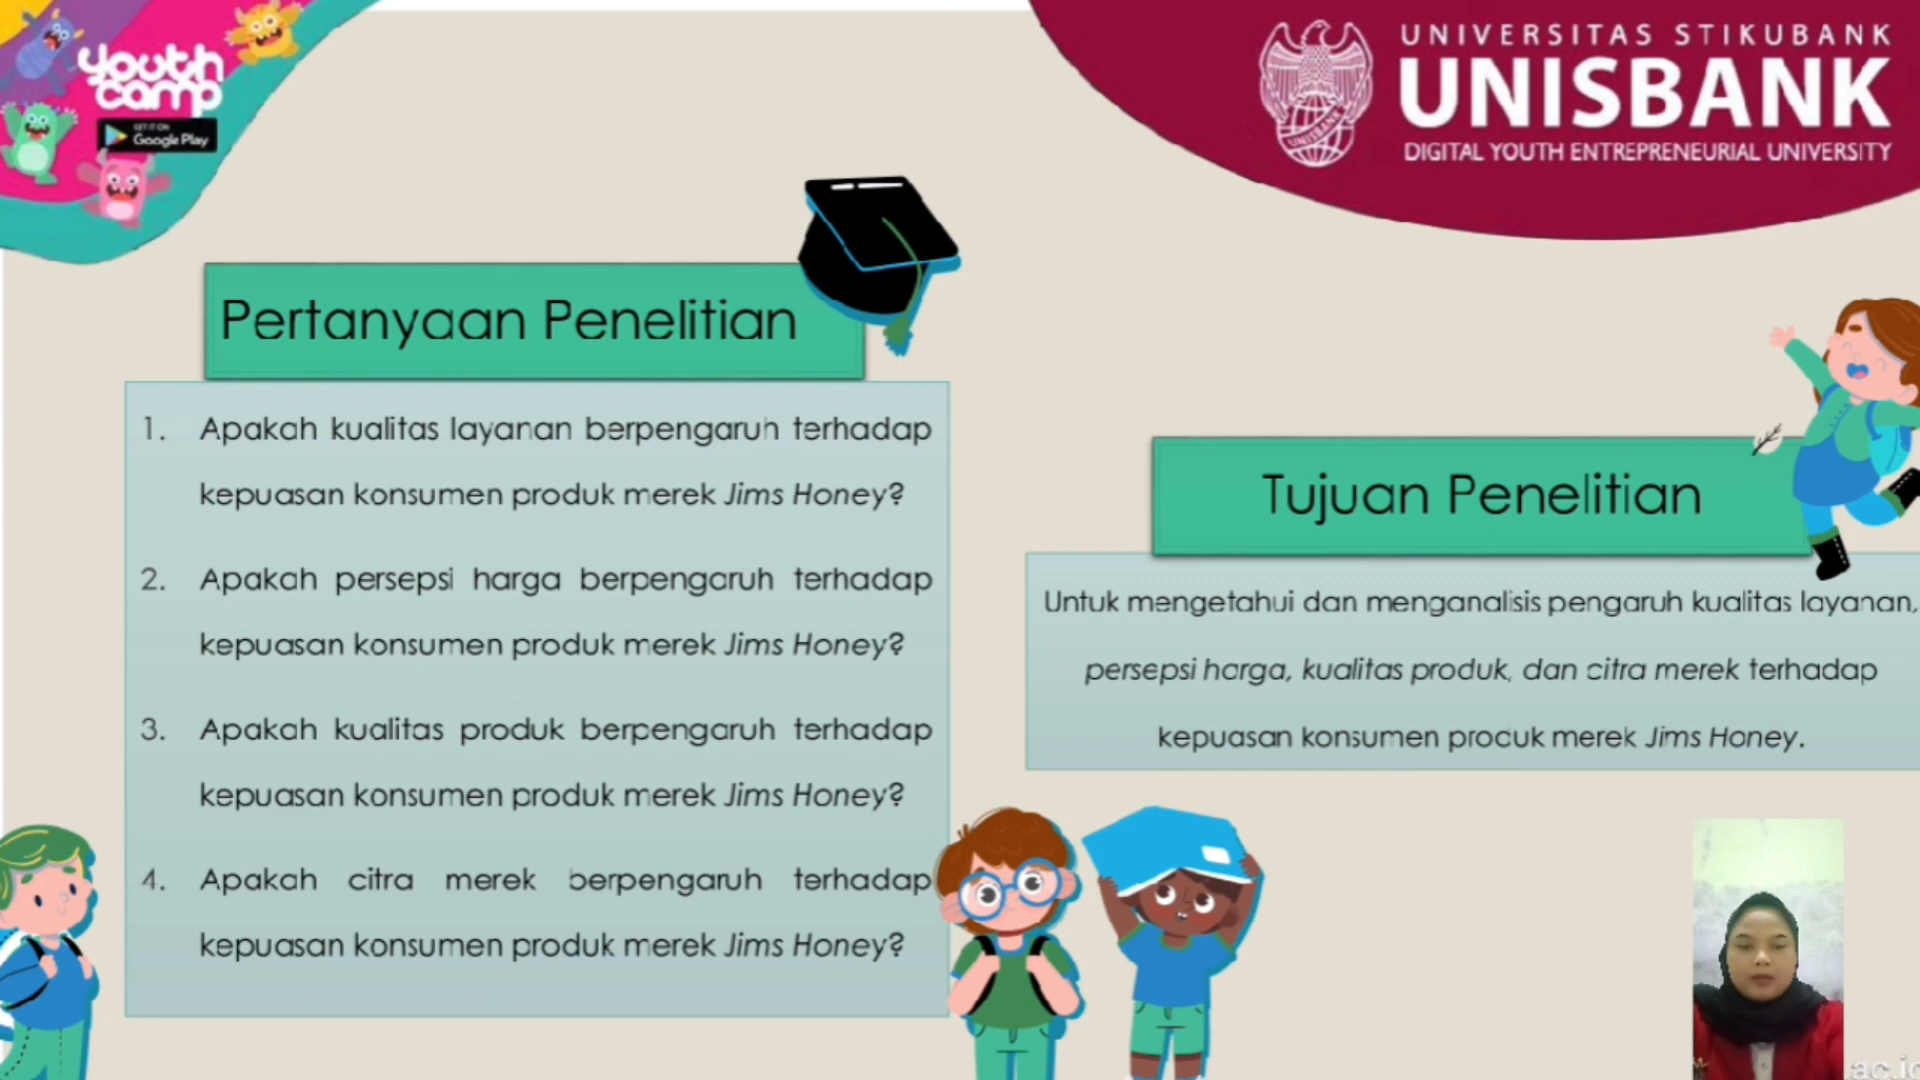 youth
camp
GET IT ON
Google Play
UNIVERSITAS STIKUBANK
UNISBANK
DIGITAL YOUTH ENTREPRENEURIAL UNIVERSITY
UNISBANK
Pertanyaan Penelitian
1. Apakah kualitas layanan berpengaruh terhadap
kepuasan konsumen produk merek Jims Honey?
2. Apakah persepsi harga berpengaruh terhadap
kepuasan konsumen produk merek Jims Honey?
3. Apakah kualitas produk berpengaruh terhadap
kepuasan konsumen produk merek Jims Honey?
4. Apakah citra merek berpengaruh terhadap
kepuasan konsumen produk merek Jims Honey?
Tujuan Penelitian
Untuk mengetahui dan menganalisis pengaruh kualitas layanan,
persepsi harga, kualitas produk, dan citra merek terhadap
kepuasan konsumen produk merek Jims Honey.